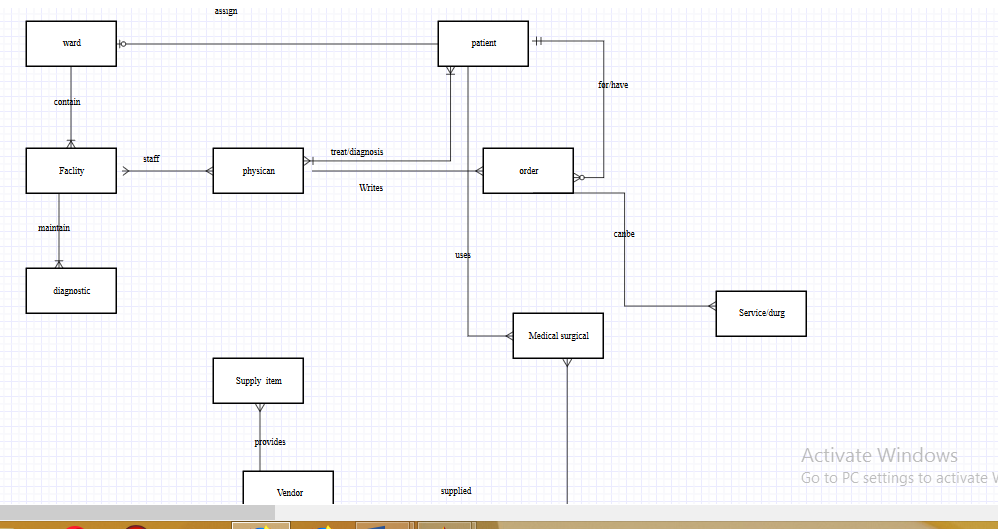 assign
ward
patient
for/have
contain
staff
treat/diagnosis
Faclity
physican
order
Writes
maintain
canbe
uses
diagnostic
Service/durg
Medical surgical
Supply item
provides
Activate Windows
Go to PC settings to activate W
Vendor
supplied